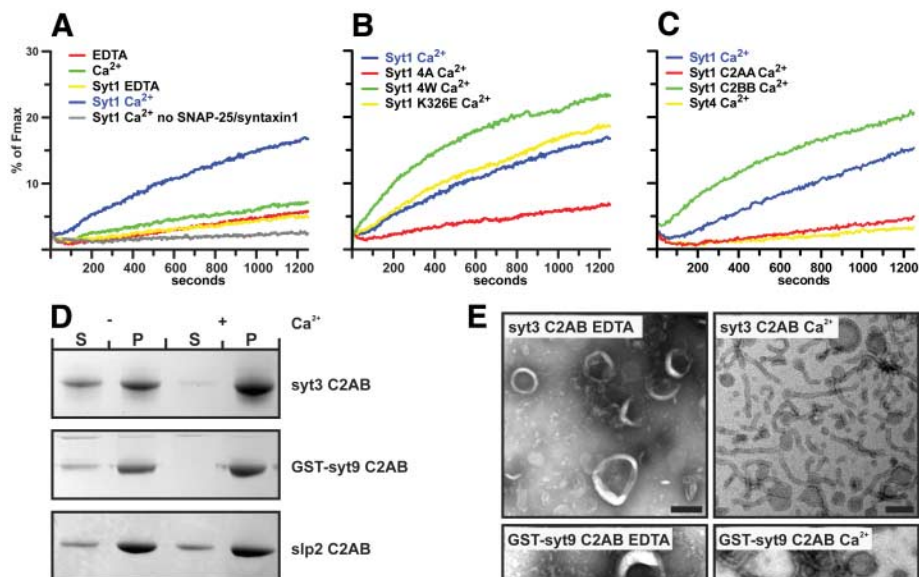 A
30
20
10
% of Fmax
EDTA
Ca2+
Syt1 EDTA
Syt1 Ca2+
Syt1 Ca2+ no SNAP-25/syntaxin1
200 400 600 800 1000 1200
seconds
B
Syt1 Ca2+
Syt1 4A Ca2+
Syt1 4W Ca2+
Syt1 K326E Ca2+
200 400 600 800 1000 1200
seconds
C
Syt1 Ca2+
Syt1 C2AA Ca2+
Syt1 C2BB Ca2+
Syt4 Ca2+
200 400 600 800 1000 1200
seconds
D
- + Ca2+
S P S P
syt3 C2AB
GST-syt9 C2AB
slp2 C2AB
E
syt3 C2AB EDTA
syt3 C2AB Ca2+
GST-syt9 C2AB EDTA
GST-syt9 C2AB Ca2+